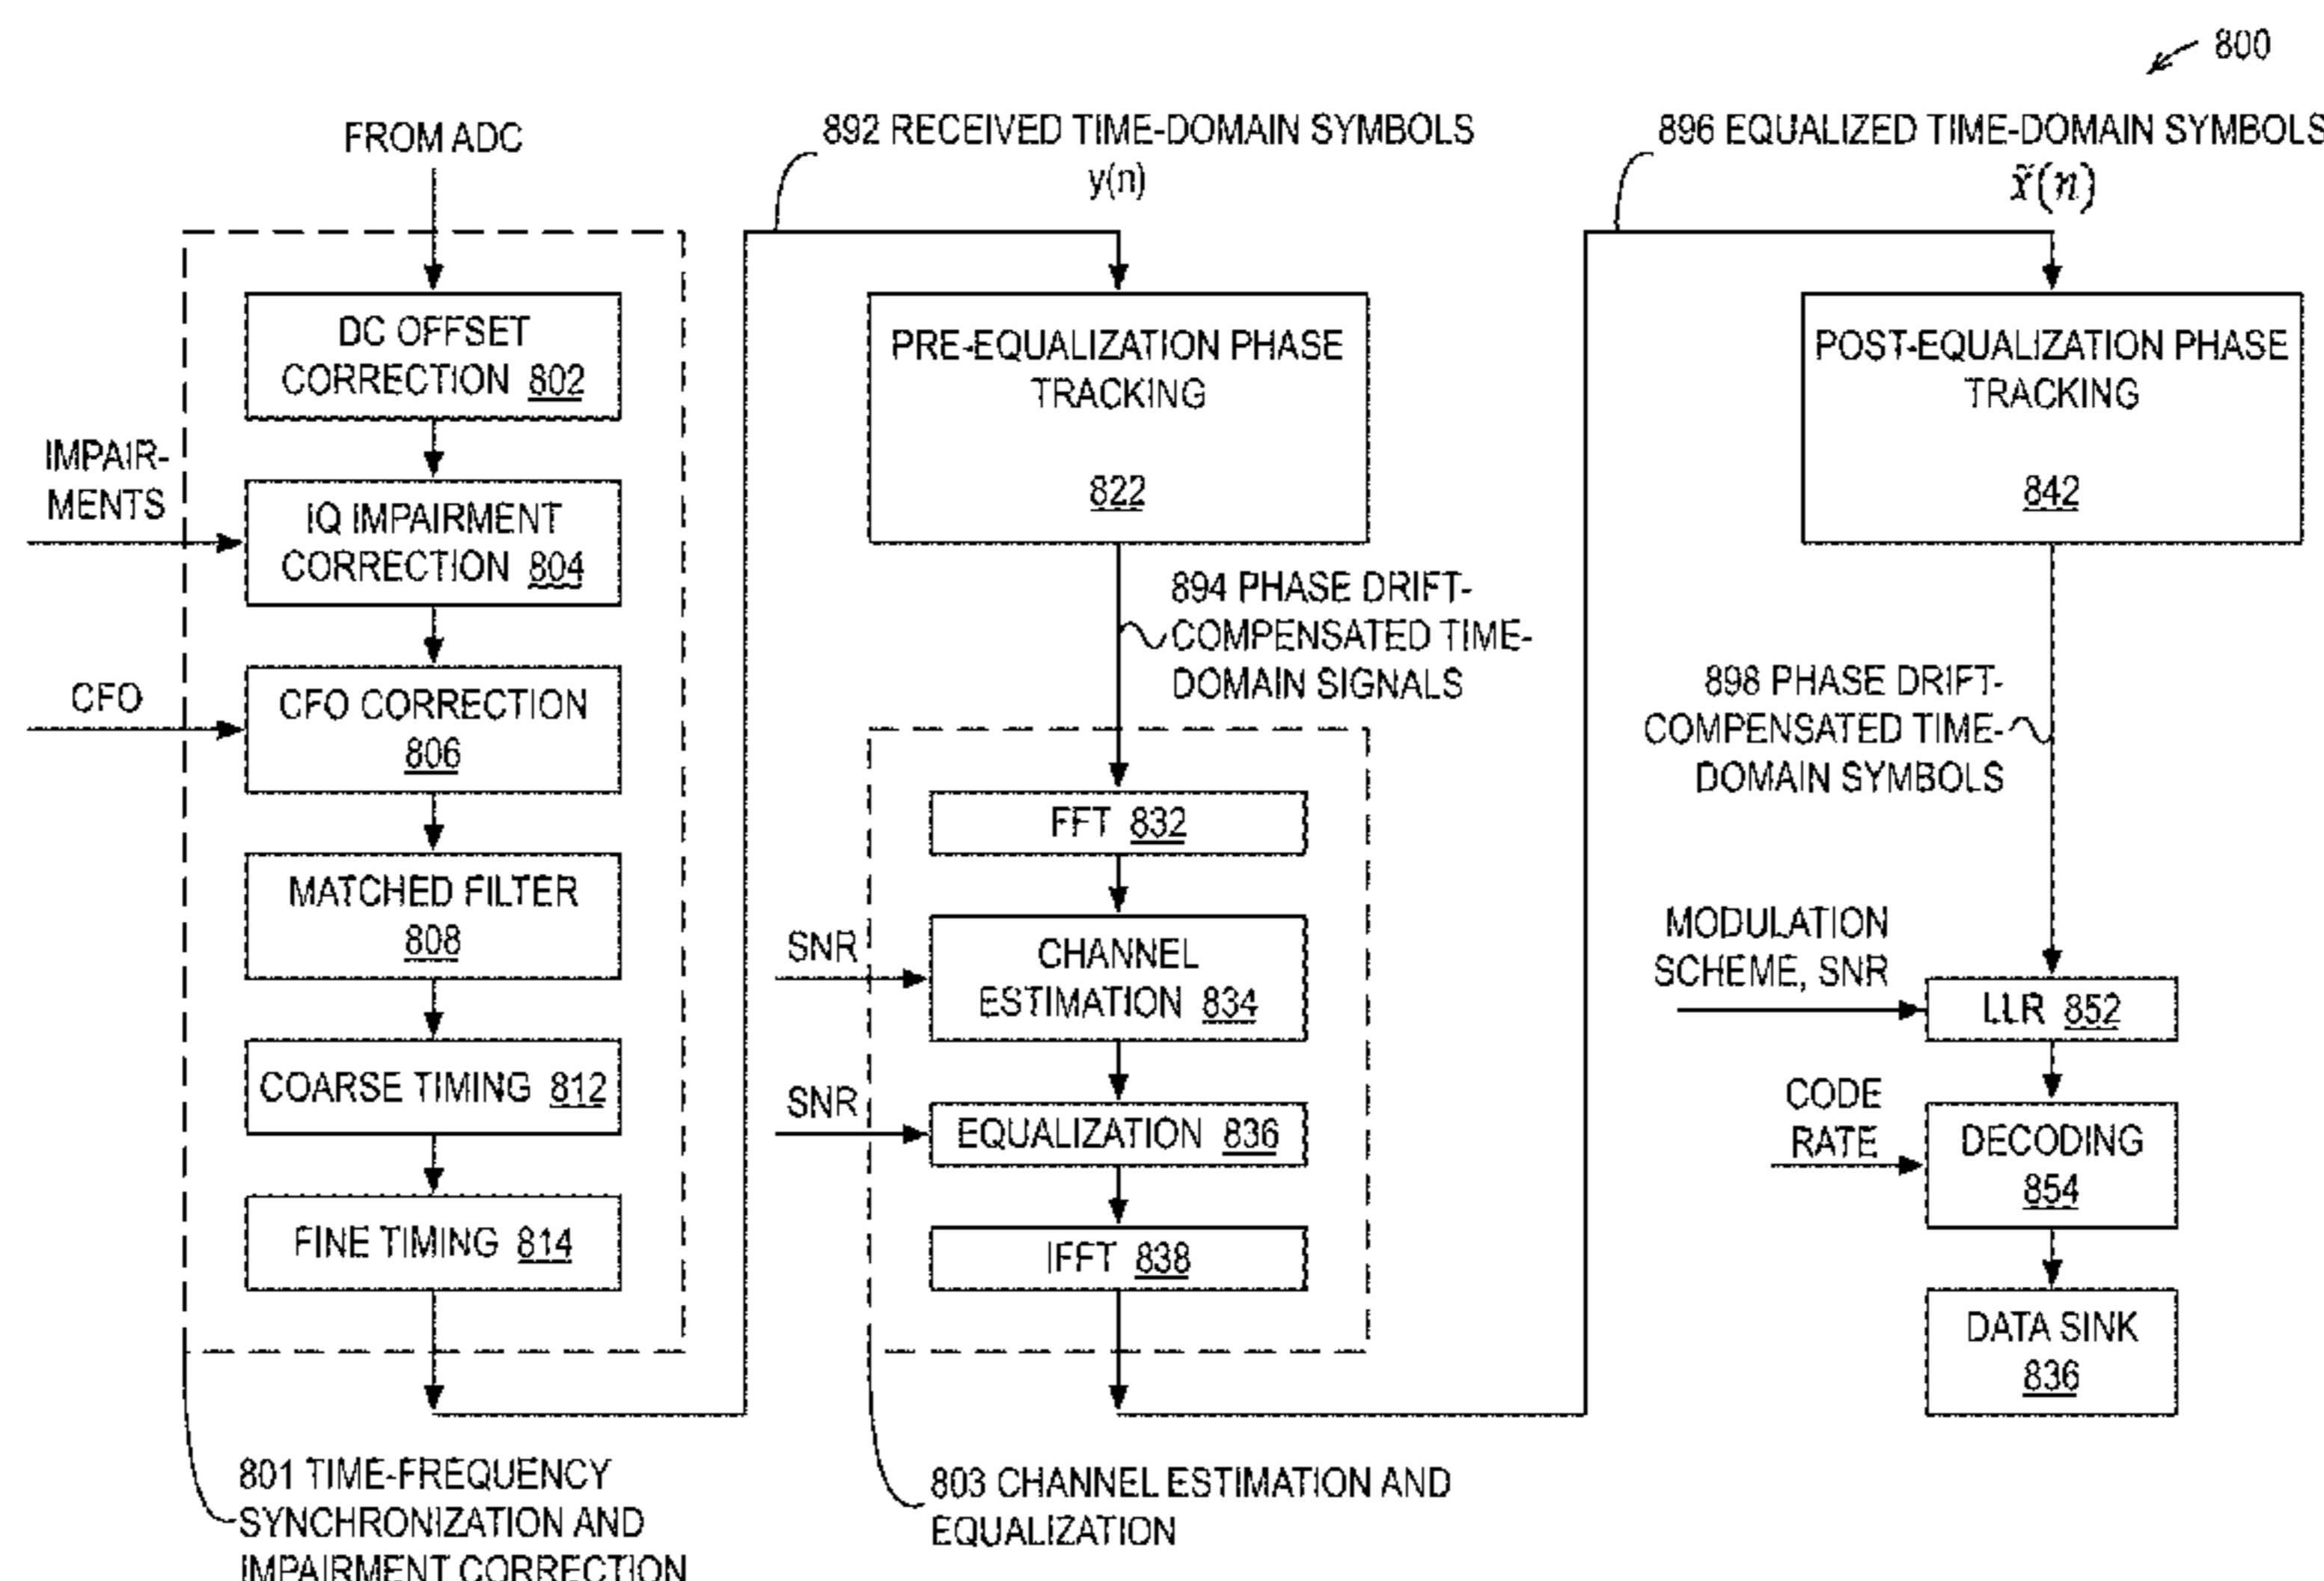 800
FROM ADC
892 RECEIVED TIME-DOMAIN SYMBOLS
y(n)
896 EQUALIZED TIME-DOMAIN SYMBOLS
x̃(n)
DC OFFSET
CORRECTION 802
IMPAIR-
MENTS
IQ IMPAIRMENT
CORRECTION 804
CFO
CFO CORRECTION
806
MATCHED FILTER
808
COARSE TIMING 812
FINE TIMING 814
801 TIME-FREQUENCY
SYNCHRONIZATION AND
IMPAIRMENT CORRECTION
PRE-EQUALIZATION PHASE
TRACKING
822
894 PHASE DRIFT-
COMPENSATED TIME-
DOMAIN SIGNALS
FFT 832
SNR
CHANNEL
ESTIMATION 834
SNR
EQUALIZATION 836
IFFT 838
803 CHANNEL ESTIMATION AND
EQUALIZATION
POST-EQUALIZATION PHASE
TRACKING
842
898 PHASE DRIFT-
COMPENSATED TIME-
DOMAIN SYMBOLS
MODULATION
SCHEME, SNR
LLR 852
CODE
RATE
DECODING
854
DATA SINK
836